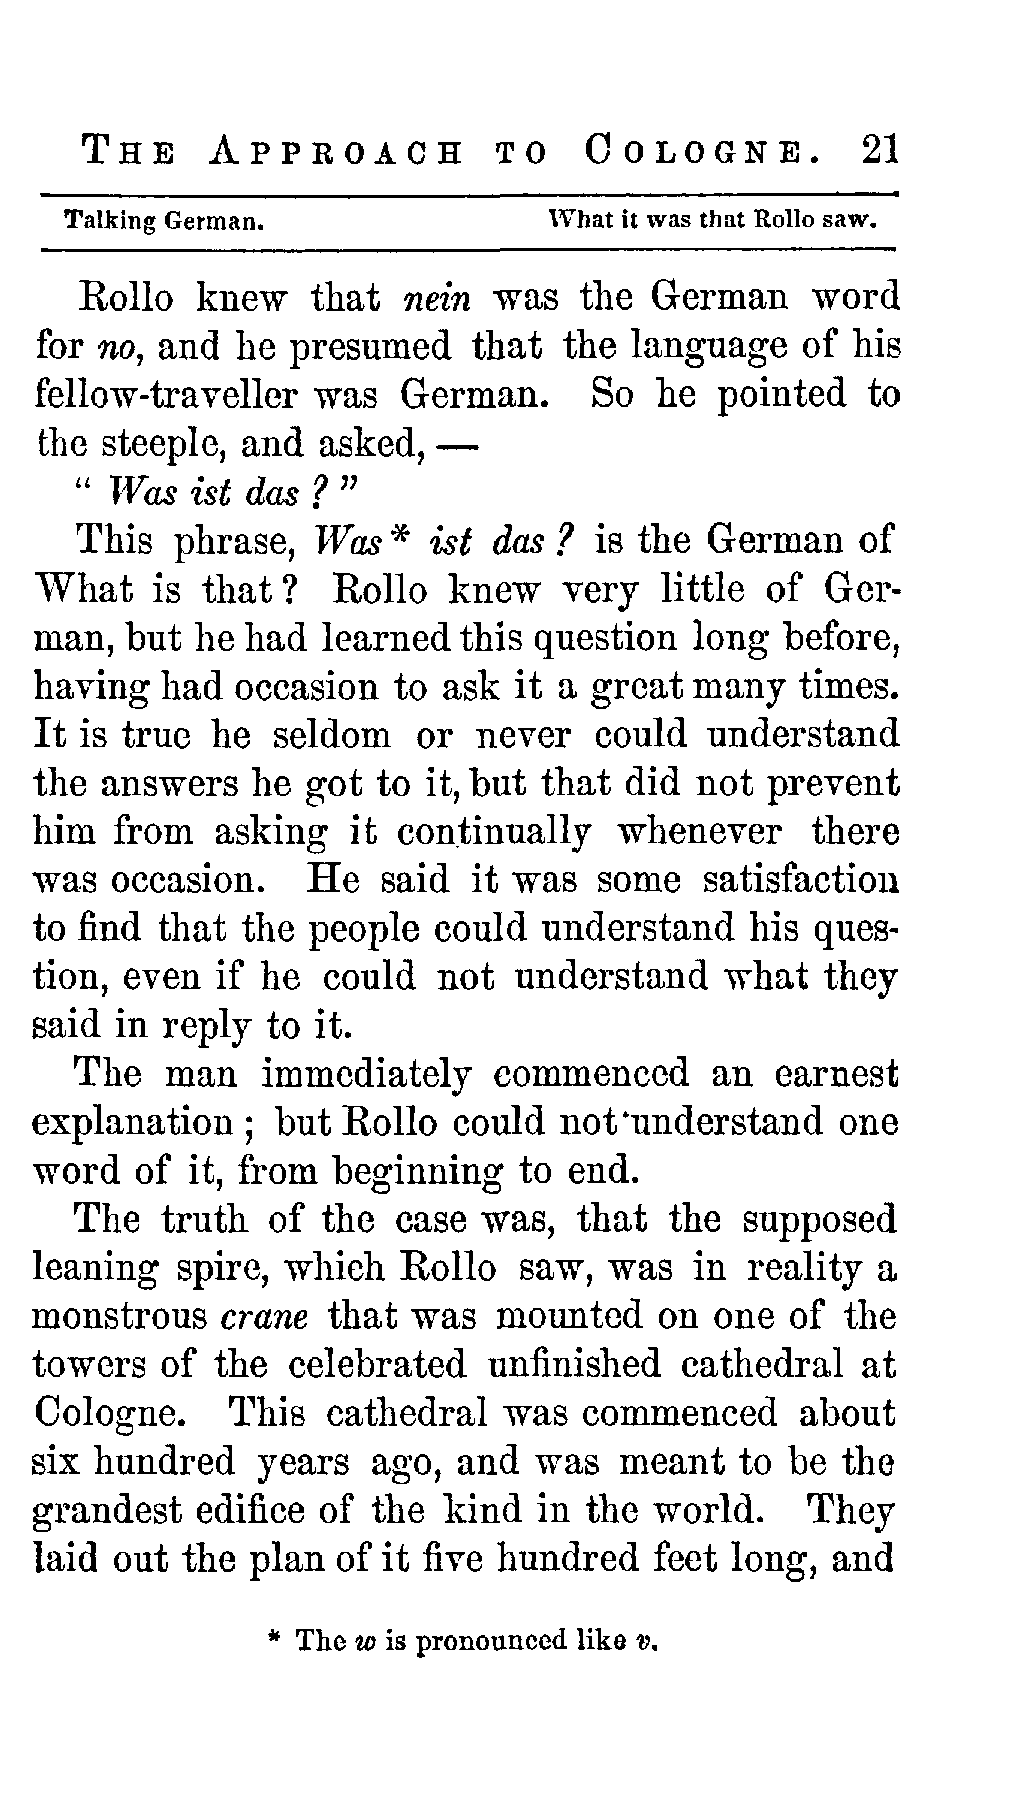 THE APPROACH TO COLOGNE. 21
Talking German. What it was that Rollo saw.
Rollo knew that nein was the German word
for no, and he presumed that the language of his
fellow-traveller was German. So he pointed to
the steeple, and asked, —
“ Was ist das ? ”
This phrase, Was* ist das ? is the German of
What is that ? Rollo knew very little of Ger-
man, but he had learned this question long before,
having had occasion to ask it a great many times.
It is true he seldom or never could understand
the answers he got to it, but that did not prevent
him from asking it continually whenever there
was occasion. He said it was some satisfaction
to find that the people could understand his ques-
tion, even if he could not understand what they
said in reply to it.
The man immediately commenced an earnest
explanation ; but Rollo could not understand one
word of it, from beginning to end.
The truth of the case was, that the supposed
leaning spire, which Rollo saw, was in reality a
monstrous crane that was mounted on one of the
towers of the celebrated unfinished cathedral at
Cologne. This cathedral was commenced about
six hundred years ago, and was meant to be the
grandest edifice of the kind in the world. They
laid out the plan of it five hundred feet long, and
* The w is pronounced like v.